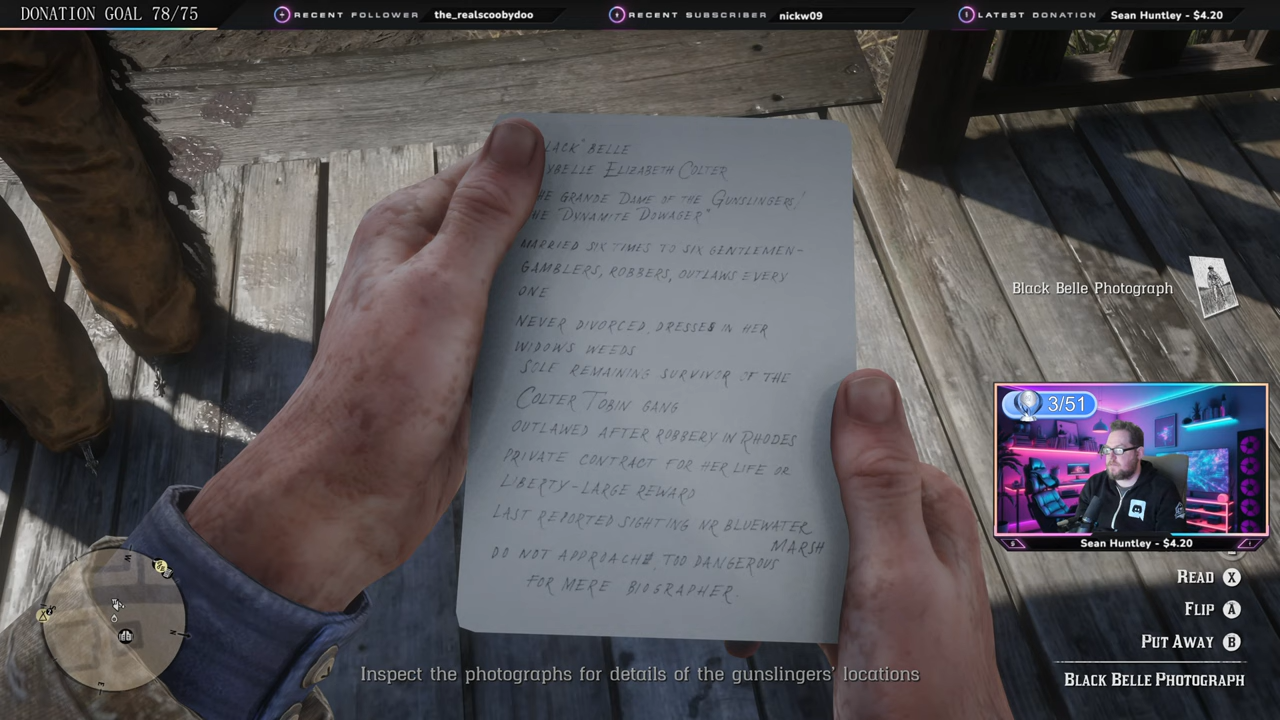 DONATION GOAL 78/75
RECENT FOLLOWER the_realscoobydoo
RECENT SUBSCRIBER nickw09
LATEST DONATION Sean Huntley - $4.20
LACK" BELLE
YBELLE ELIZABETH COLTER
HE GRANDE DAME OF THE GUNSLINGERS/
HE "DYNAMITE DOWAGER"
MARRIED SIX TIMES TO SIX GENTLEMEN-
GAMBLERS, ROBBERS, OUTLAWS EVERY
ONE
NEVER DIVORCED, DRESSES IN HER
WIDOWS WEEDS
SOLE REMAINING SURVIVOR OF THE
COLTER TOBIN GANG
OUTLAWED AFTER ROBBERY IN RHODES
PRIVATE CONTRACT FOR HER LIFE OR
LIBERTY-LARGE REWARD
LAST REPORTED SIGHTING NR BLUEWATER
MARSH
DO NOT APPROACH, TOO DANGEROUS
FOR MERE BIOGRAPHER.
Black Belle Photograph
3/51
Sean Huntley - $4.20
READ X
FLIP A
PUT AWAY B
BLACK BELLE PHOTOGRAPH
Inspect the photographs for details of the gunslingers' locations